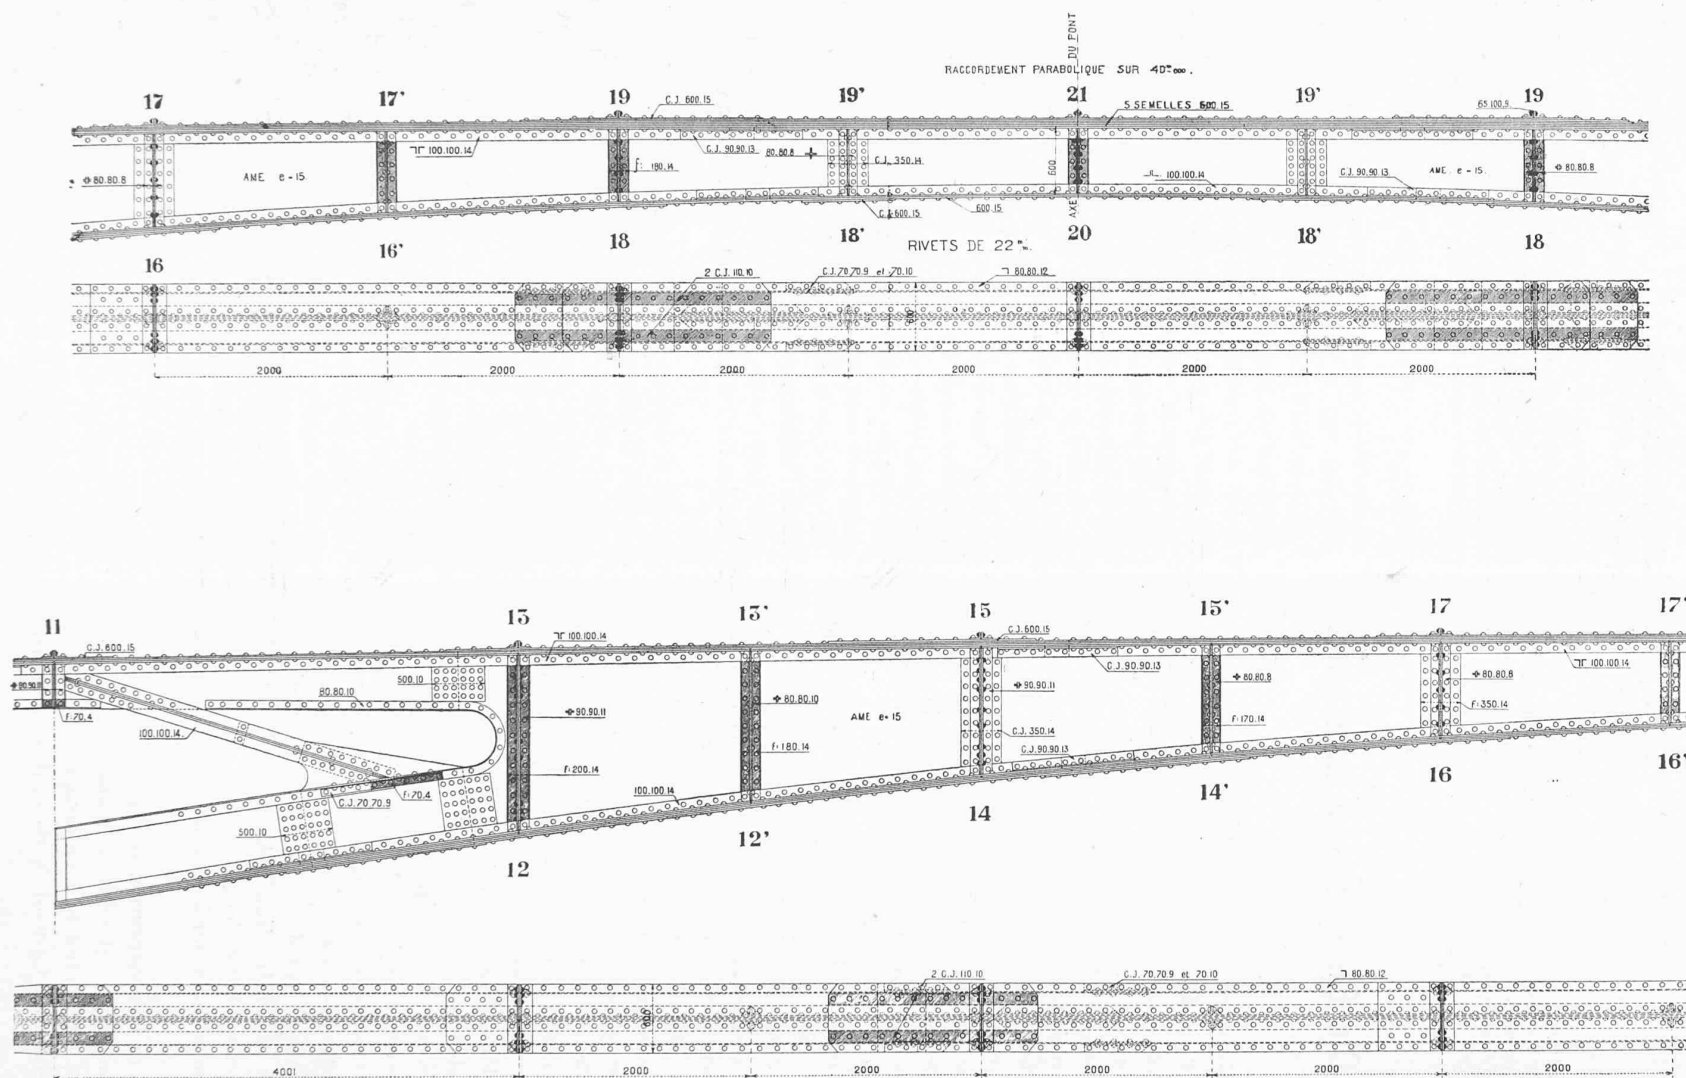 DU PONT
RACCORDEMENT PARABOLIQUE SUR 40m000.
17 17' 19 C.J. 600.15 19' 21 5 SEMELLES 600.15 19' 65.100.9 19
100.100.14 C.J. 90.90.13 80.80.8 C.J. 350.14
80.80.8 AME e=15 180.14 600 100.100.14 C.J. 90.90.13 AME e=15. 80.80.8
C.J. 600.15 600.15 AXE
16 16' 18 18' RIVETS DE 22 m/m. 20 18' 18
2 C.J. 110.10 C.J. 70.70.9 et 70.10 80.80.12
600
2000 2000 2000 2000 2000 2000
11 13 13' 15 15' 17 17'
C.J. 600.15 100.100.14 C.J. 600.15
C.J. 90.90.13 100.100.14
500.10 80.80.10 90.90.11 80.80.10 90.90.11 80.80.8 80.80.8
F:70.4 AME e=15 F:170.14 F:350.14
100.100.14 F:180.14 C.J. 350.14
F:200.14 C.J. 90.90.13
F:70.4 100.100.14
C.J. 70.70.9
500.10
12 12' 14 14' 16 16'
2 C.J. 110.10 C.J. 70.70.9 et 70.10 80.80.12
600
4001 2000 2000 2000 2000 2000